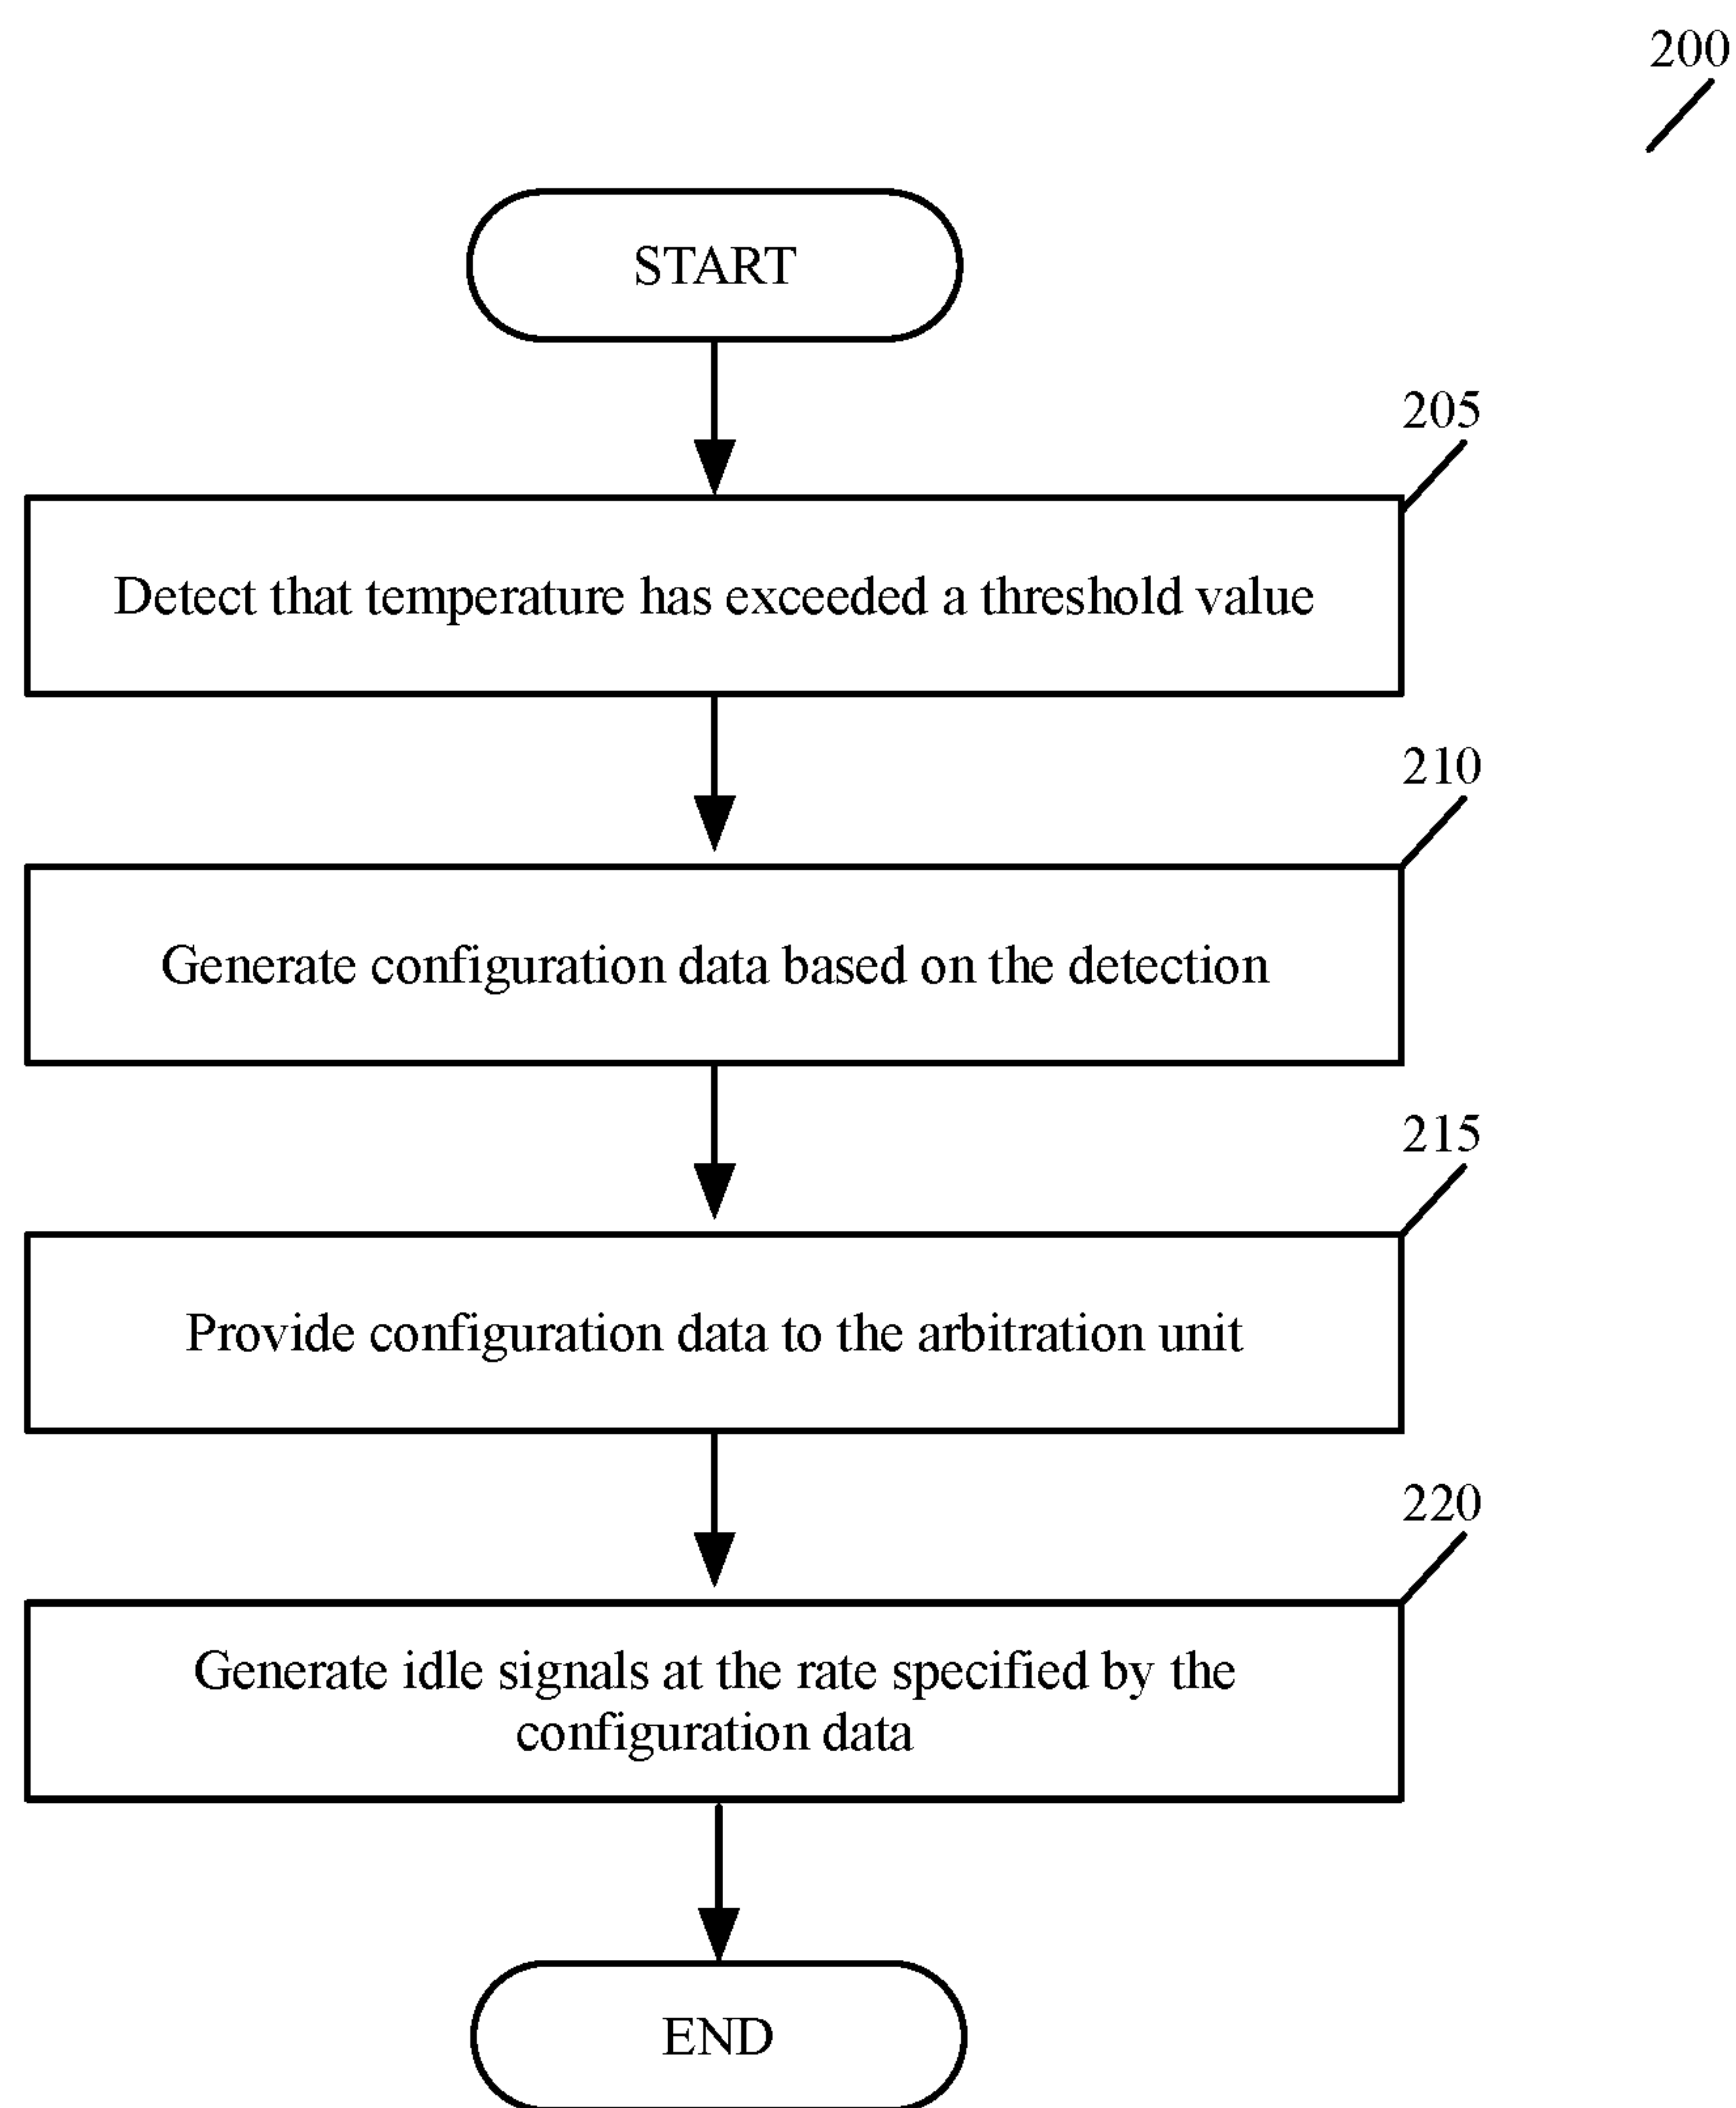 200
START
205
Detect that temperature has exceeded a threshold value
210
Generate configuration data based on the detection
215
Provide configuration data to the arbitration unit
220
Generate idle signals at the rate specified by the
configuration data
END